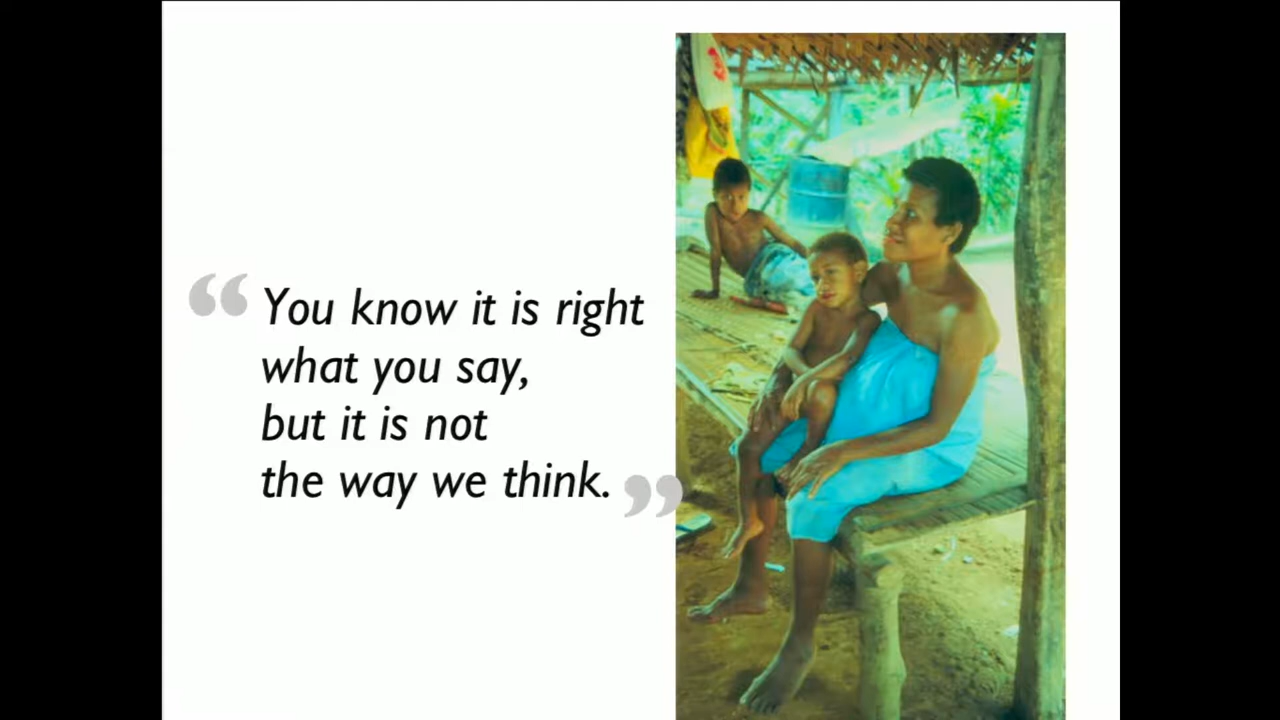 “You know it is right
what you say,
but it is not
the way we think.”